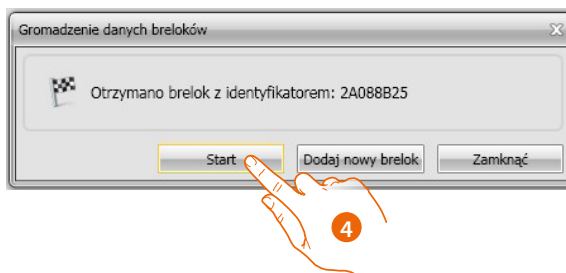 Gromadzenie danych breloków
Otrzymano brelok z identyfikatorem: 2A088B25
Start Dodaj nowy brelok Zamknąć
4